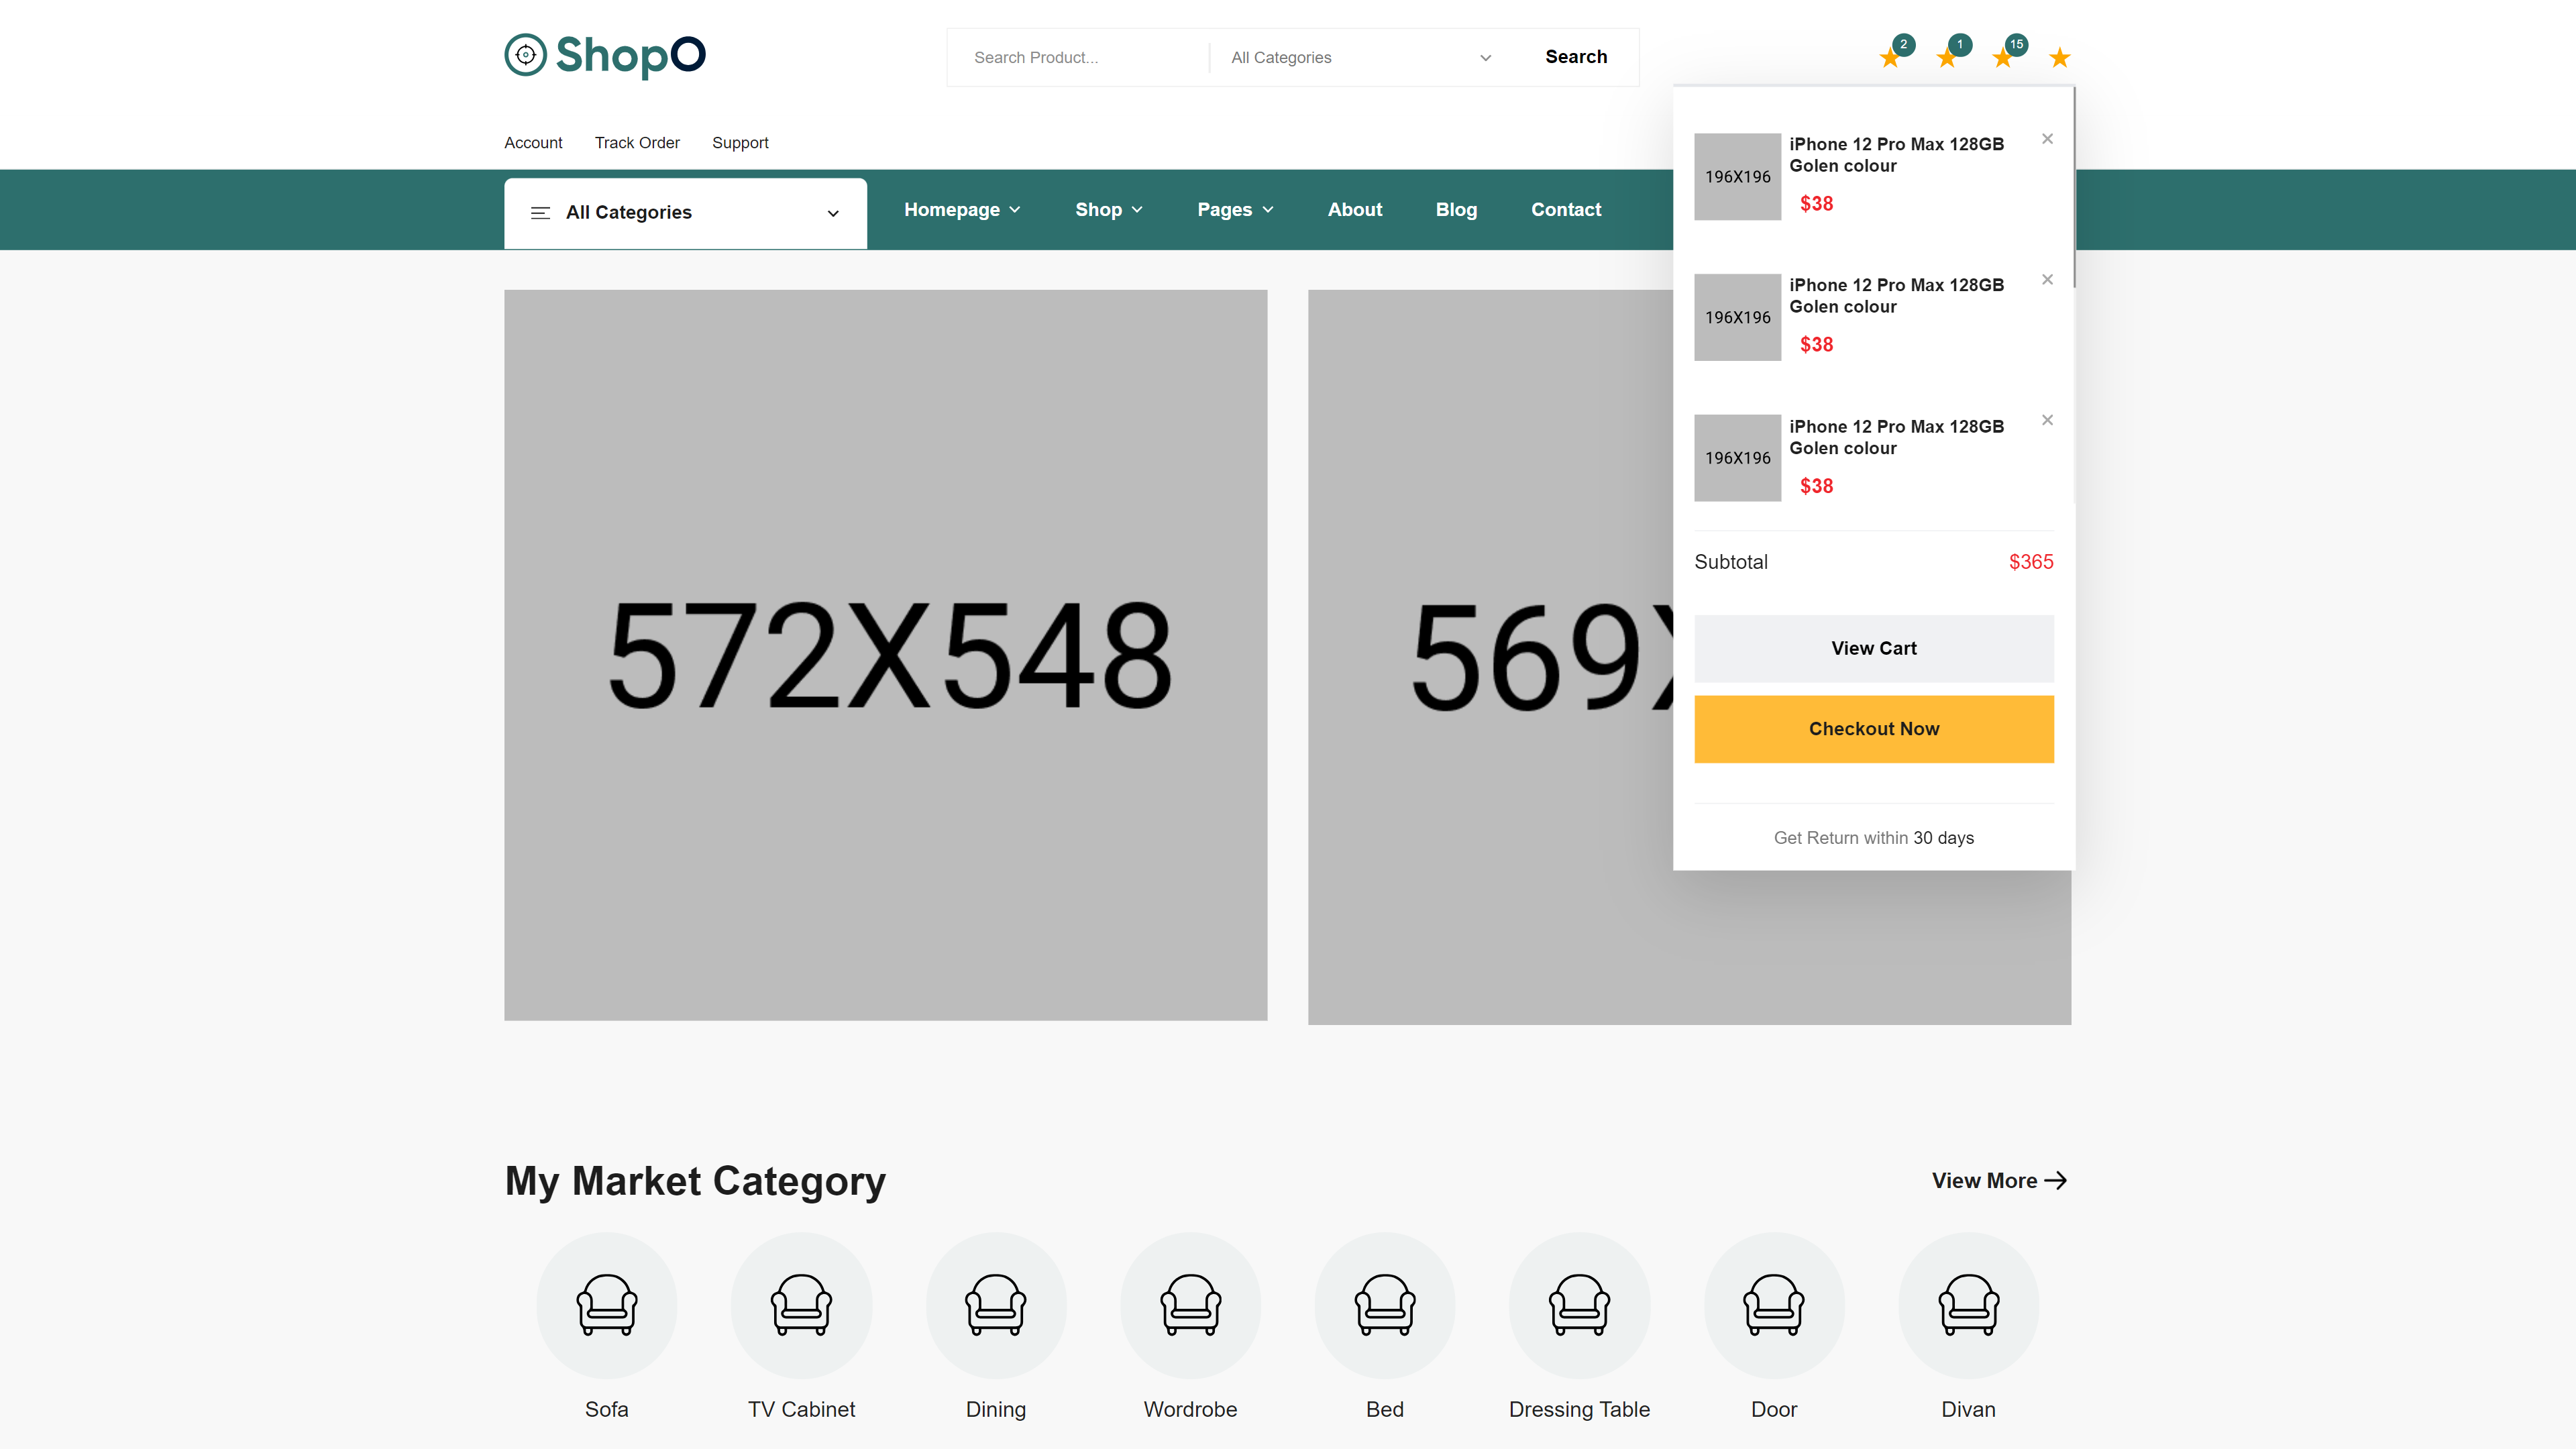 ShopO
Search Product...
All Categories
Search
2
1
15
Account
Track Order
Support
All Categories
Homepage
Shop
Pages
About
Blog
Contact
196X196
iPhone 12 Pro Max 128GB
Golen colour
$38
196X196
iPhone 12 Pro Max 128GB
Golen colour
$38
196X196
iPhone 12 Pro Max 128GB
Golen colour
$38
Subtotal
$365
View Cart
Checkout Now
Get Return within 30 days
572X548
569X
My Market Category
View More
Sofa
TV Cabinet
Dining
Wordrobe
Bed
Dressing Table
Door
Divan